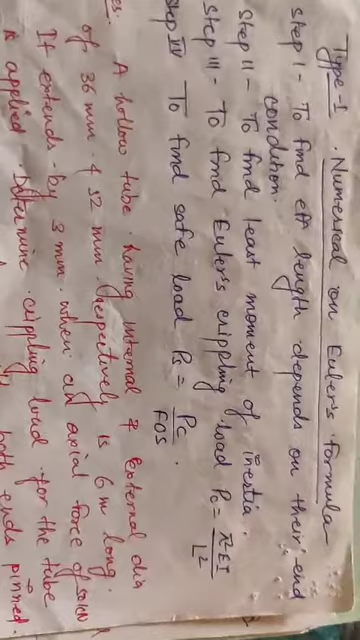 Type-I. Numerical on Euler's formula
Step I - To find eff length depends on their end
condition.
Step II - To find least moment of inestia.
Step III - To find Euler's crippling load Pc = π²EI/L²
Step IV To find safe load Ps = Pc/FOS.
A hollow tube having internal & external dia
of 36 mm & 52 mm respectively is 6m long.
It extends by 3 mm. when an axial force of
is applied. Determine crippling load for the tube
both ends pinned.